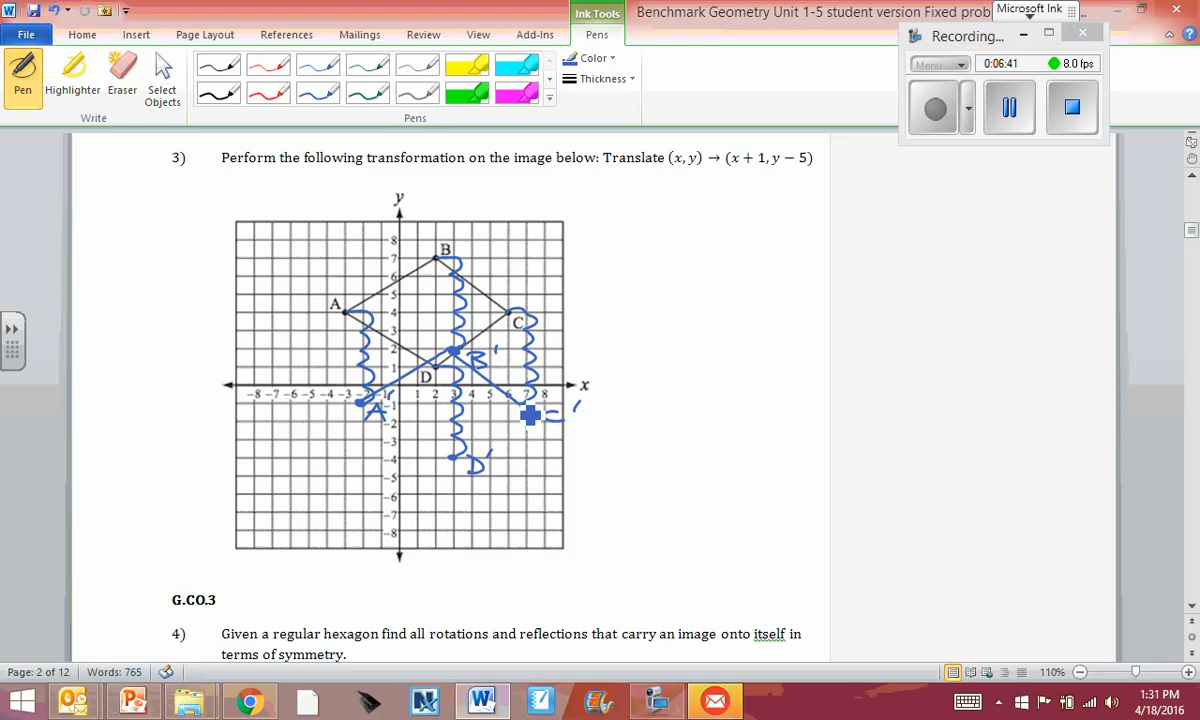 Ink Tools
Benchmark Geometry Unit 1-5 student version Fixed prob
Microsoft Ink
File Home Insert Page Layout References Mailings Review View Add-Ins Pens
Recording...
Menu 0:06:41 8.0 fps
Pen Highlighter Eraser Select Objects
Color
Thickness
Write Pens
3) Perform the following transformation on the image below: Translate (x, y) → (x + 1, y − 5)
y
8
7
6
5
4
3
2
1
A
B
C
D
B'
x
-8 -7 -6 -5 -4 -3 -2 -1 1 2 3 4 5 6 7 8
A'
-1
-2
-3
-4
D'
-5
-6
-7
-8
G.CO.3
4) Given a regular hexagon find all rotations and reflections that carry an image onto itself in
terms of symmetry.
Page: 2 of 12 Words: 765 110%
1:31 PM
4/18/2016